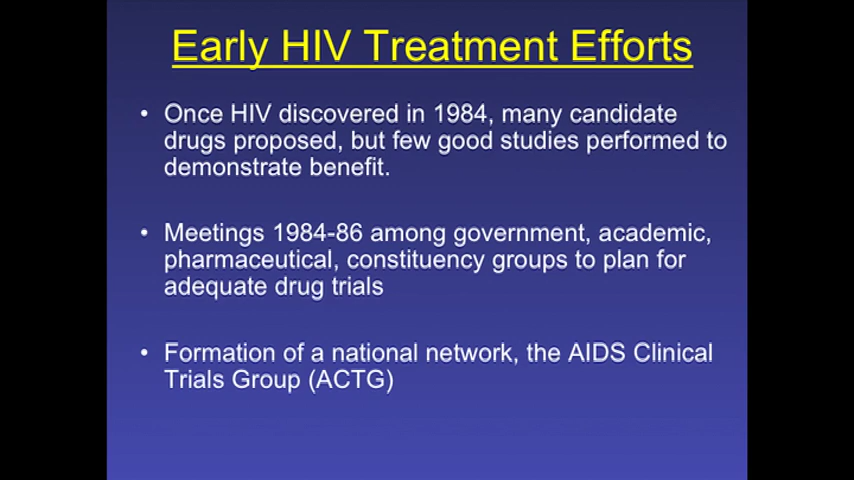 Early HIV Treatment Efforts
• Once HIV discovered in 1984, many candidate
drugs proposed, but few good studies performed to
demonstrate benefit.
• Meetings 1984-86 among government, academic,
pharmaceutical, constituency groups to plan for
adequate drug trials
• Formation of a national network, the AIDS Clinical
Trials Group (ACTG)